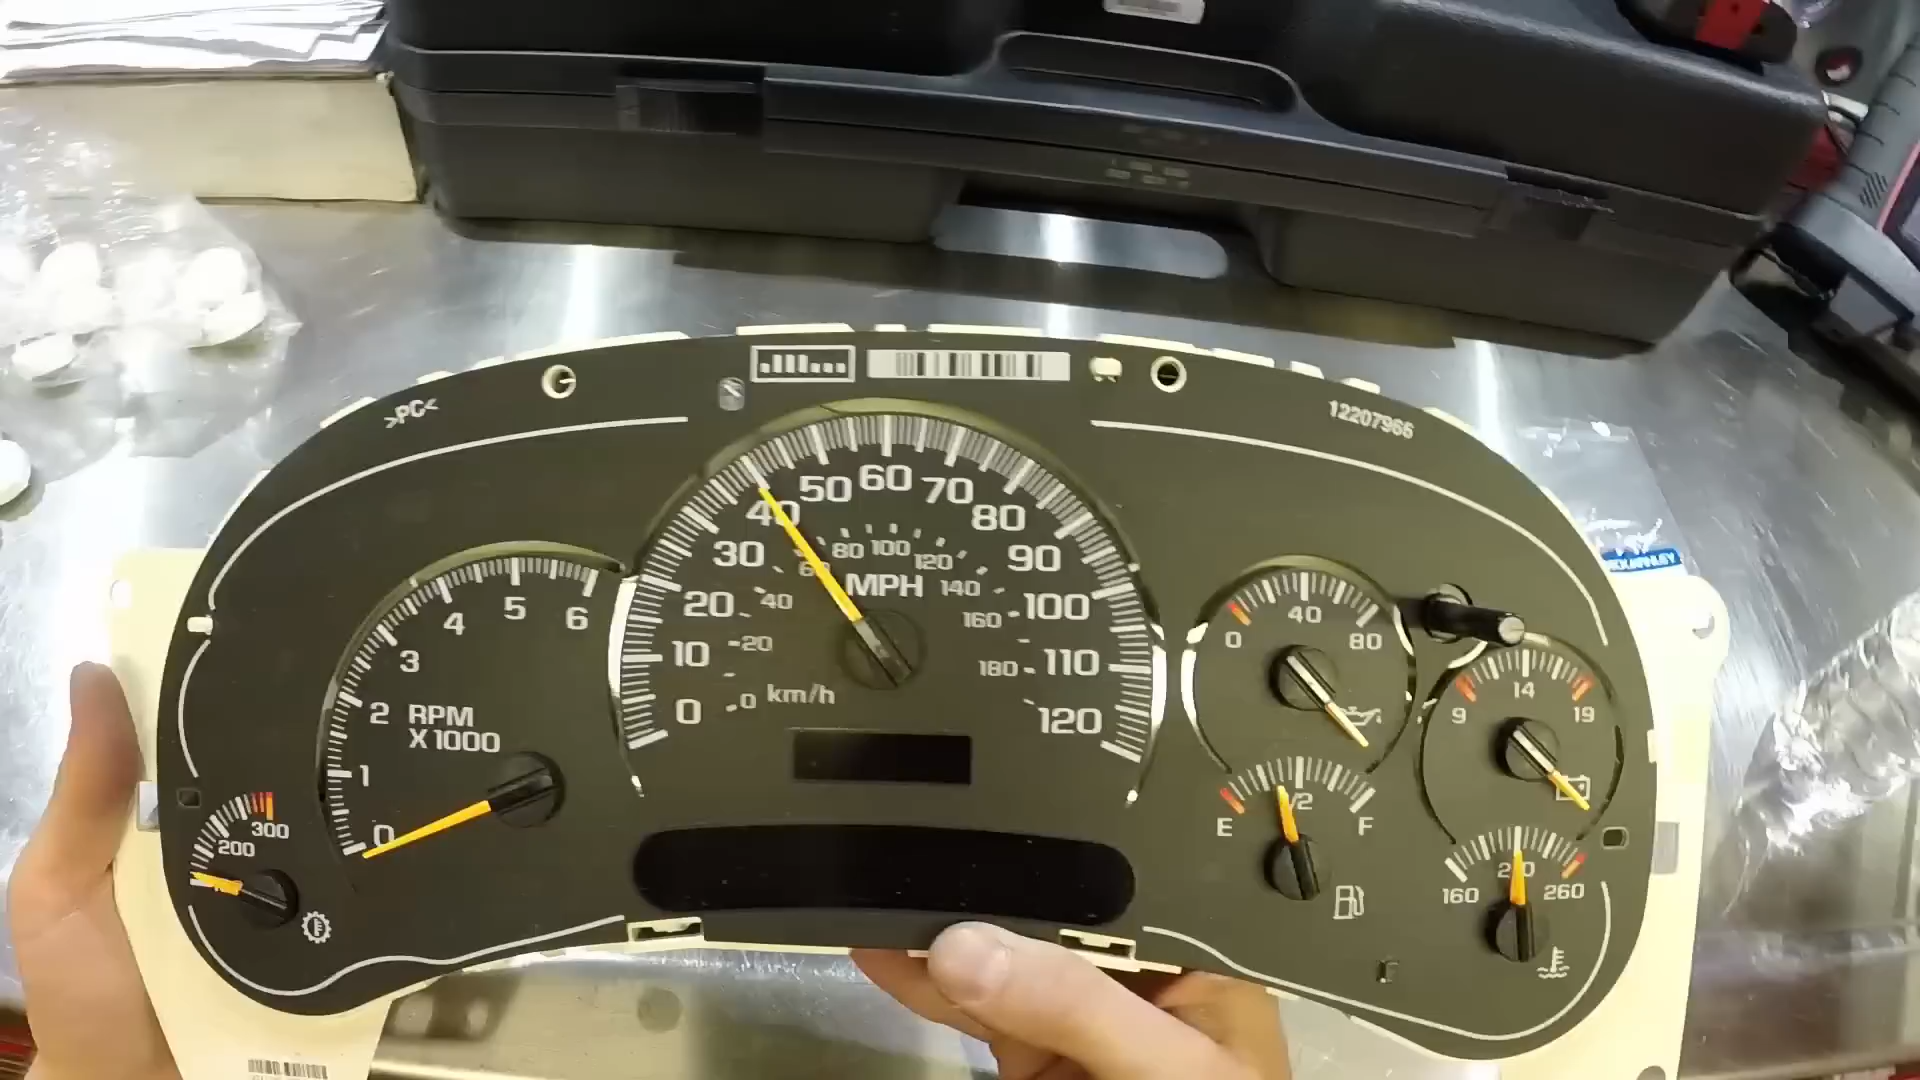 >PC<
12207966
50 60 70
40 80
30 90
20 100
10 110
0 120
80 100 120
60 140
40 160
20 180
0 km/h
MPH
4 5 6
3
2
1
0
RPM
X1000
300
200
0 40 80
9 14 19
E 1/2 F
160 210 260